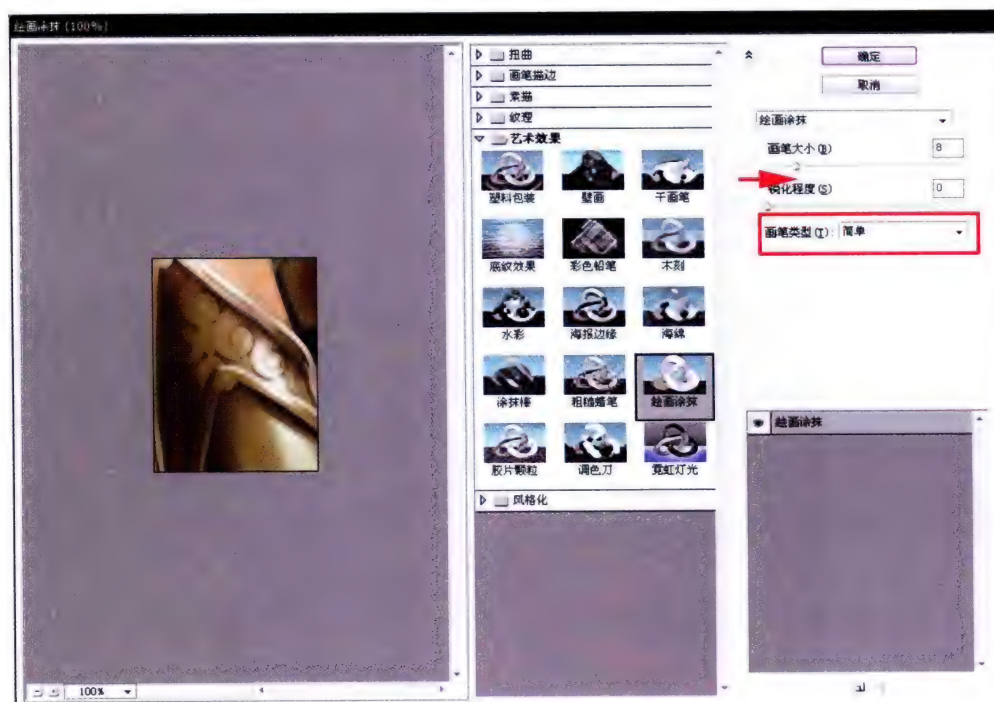 绘画涂抹 (100%)
扭曲
画笔描边
素描
纹理
艺术效果
塑料包装 壁画 干画笔
底纹效果 彩色铅笔 木刻
水彩 海报边缘 海绵
涂抹棒 粗糙蜡笔 绘画涂抹
胶片颗粒 调色刀 霓虹灯光
风格化
100%
确定
取消
绘画涂抹
画笔大小(B) 8
锐化程度(S) 0
画笔类型(T): 简单
绘画涂抹